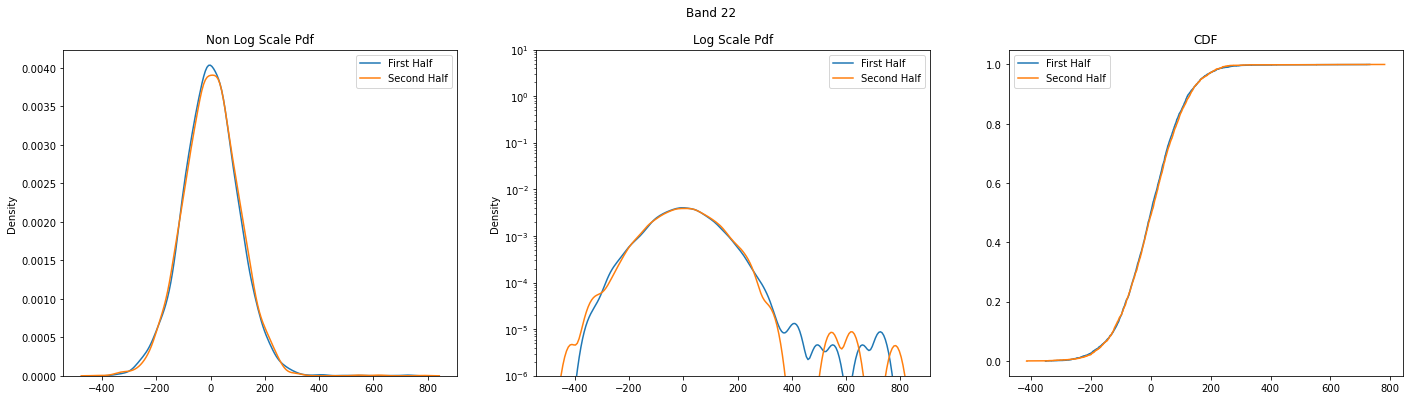 Band 22
Non Log Scale Pdf
First Half
Second Half
Density
0.0040
0.0035
0.0030
0.0025
0.0020
0.0015
0.0010
0.0005
0.0000
−400 −200 0 200 400 600 800
Log Scale Pdf
First Half
Second Half
Density
10¹
10⁰
10⁻¹
10⁻²
10⁻³
10⁻⁴
10⁻⁵
10⁻⁶
−400 −200 0 200 400 600 800
CDF
First Half
Second Half
1.0
0.8
0.6
0.4
0.2
0.0
−400 −200 0 200 400 600 800